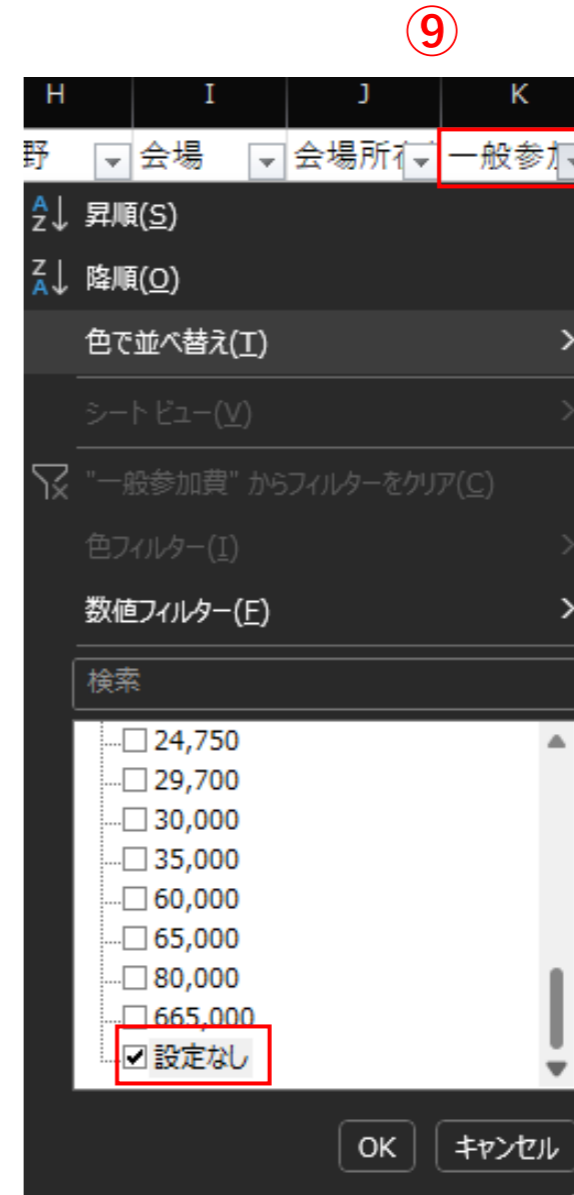 ⑨
H I J K
野 会場 会場所在 一般参加
昇順(S)
降順(O)
色で並べ替え(T)
シート ビュー(V)
"一般参加費" からフィルターをクリア(C)
色フィルター(I)
数値フィルター(F)
検索
24,750
29,700
30,000
35,000
60,000
65,000
80,000
665,000
設定なし
OK キャンセル